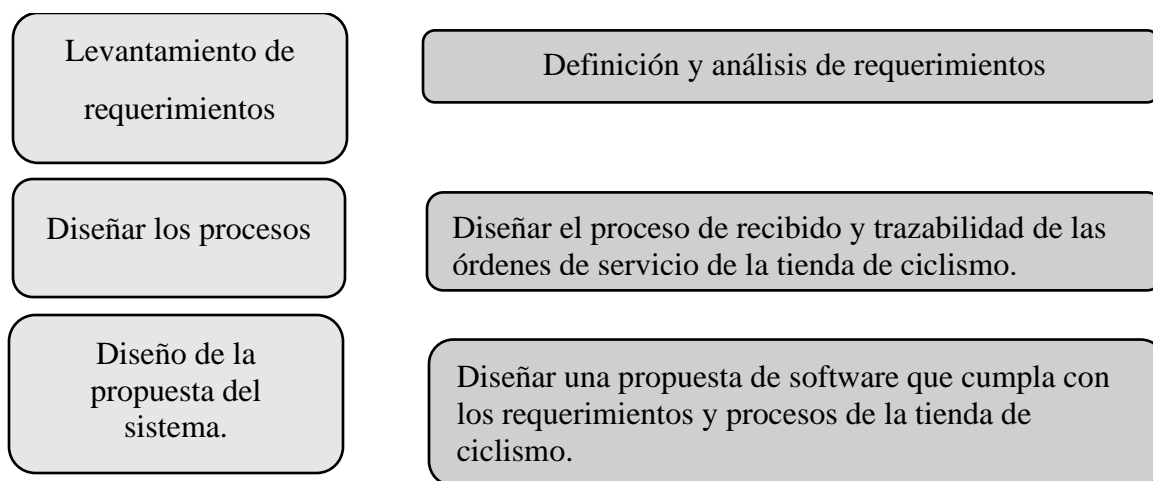 Levantamiento de
requerimientos
Definición y análisis de requerimientos
Diseñar los procesos
Diseñar el proceso de recibido y trazabilidad de las
órdenes de servicio de la tienda de ciclismo.
Diseño de la
propuesta del
sistema.
Diseñar una propuesta de software que cumpla con
los requerimientos y procesos de la tienda de
ciclismo.